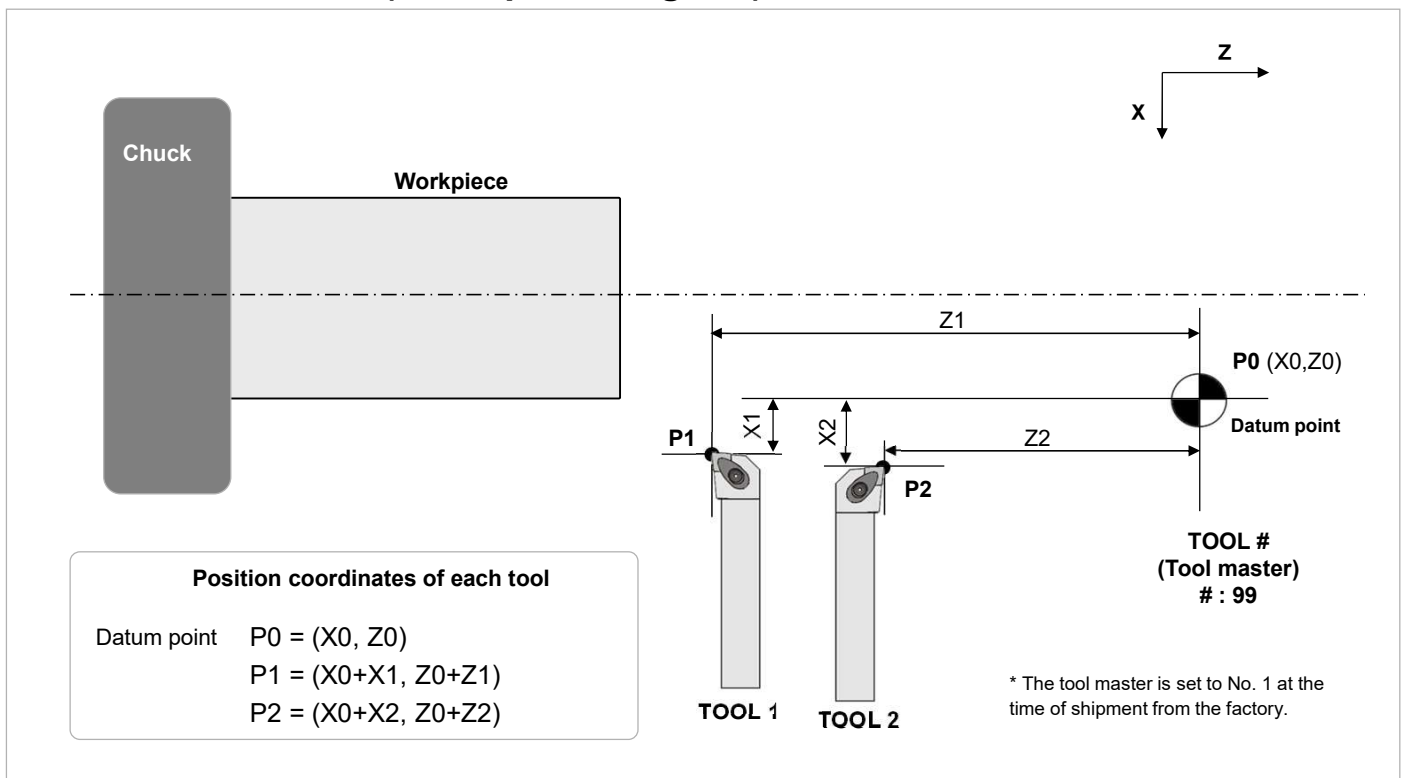 Z
X
Chuck
Workpiece
Z1
P0 (X0,Z0)
X1
X2
Datum point
P1
Z2
P2
TOOL #
(Tool master)
# : 99
Position coordinates of each tool
Datum point P0 = (X0, Z0)
P1 = (X0+X1, Z0+Z1)
P2 = (X0+X2, Z0+Z2)
TOOL 1
TOOL 2
* The tool master is set to No. 1 at the
time of shipment from the factory.